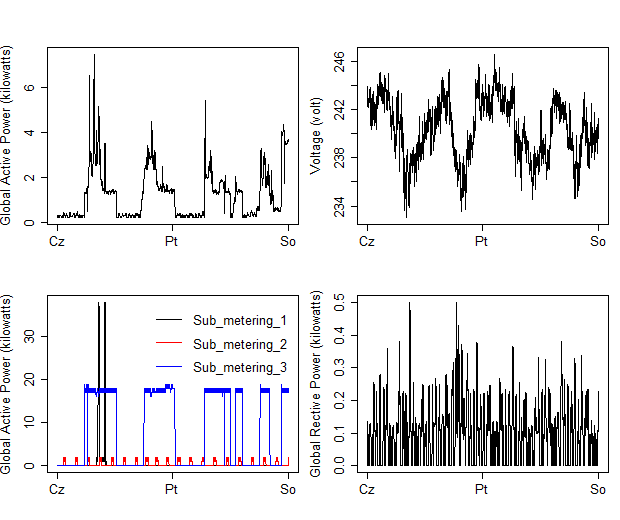 Global Active Power (kilowatts)
0 2 4 6
Cz Pt So
Voltage (volt)
234 238 242 246
Cz Pt So
Global Active Power (kilowatts)
0 10 20 30
Sub_metering_1
Sub_metering_2
Sub_metering_3
Cz Pt So
Global Rective Power (kilowatts)
0.0 0.1 0.2 0.3 0.4 0.5
Cz Pt So